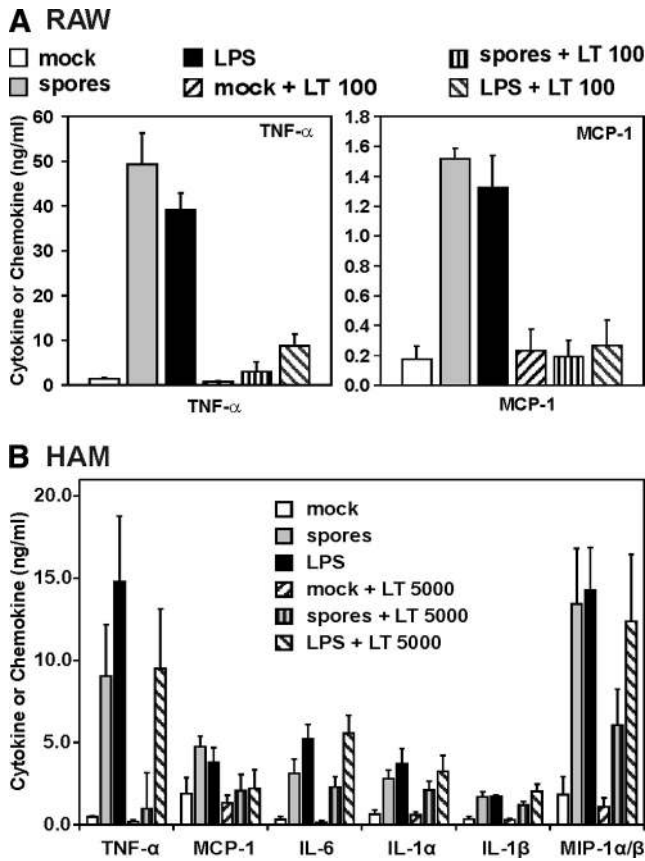 A RAW
mock LPS spores + LT 100
spores mock + LT 100 LPS + LT 100
Cytokine or Chemokine (ng/ml)
60
50
40
30
20
10
0
TNF-α
TNF-α
1.8
1.6
1.4
1.2
1.0
0.8
0.6
0.4
0.2
0.0
MCP-1
MCP-1
B HAM
Cytokine or Chemokine (ng/ml)
20.0
15.0
10.0
5.0
0.0
mock
spores
LPS
mock + LT 5000
spores + LT 5000
LPS + LT 5000
TNF-α MCP-1 IL-6 IL-1α IL-1β MIP-1α/β